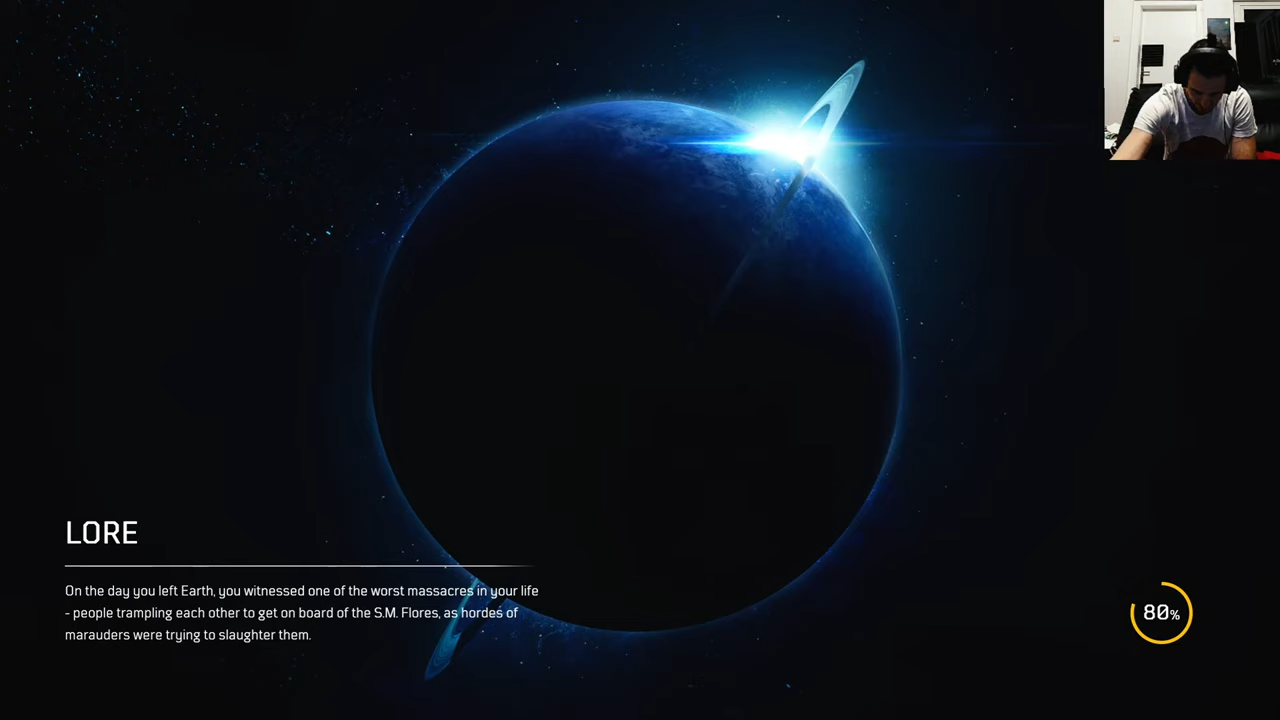 LORE
On the day you left Earth, you witnessed one of the worst massacres in your life
- people trampling each other to get on board of the S.M. Flores, as hordes of
marauders were trying to slaughter them.
80%